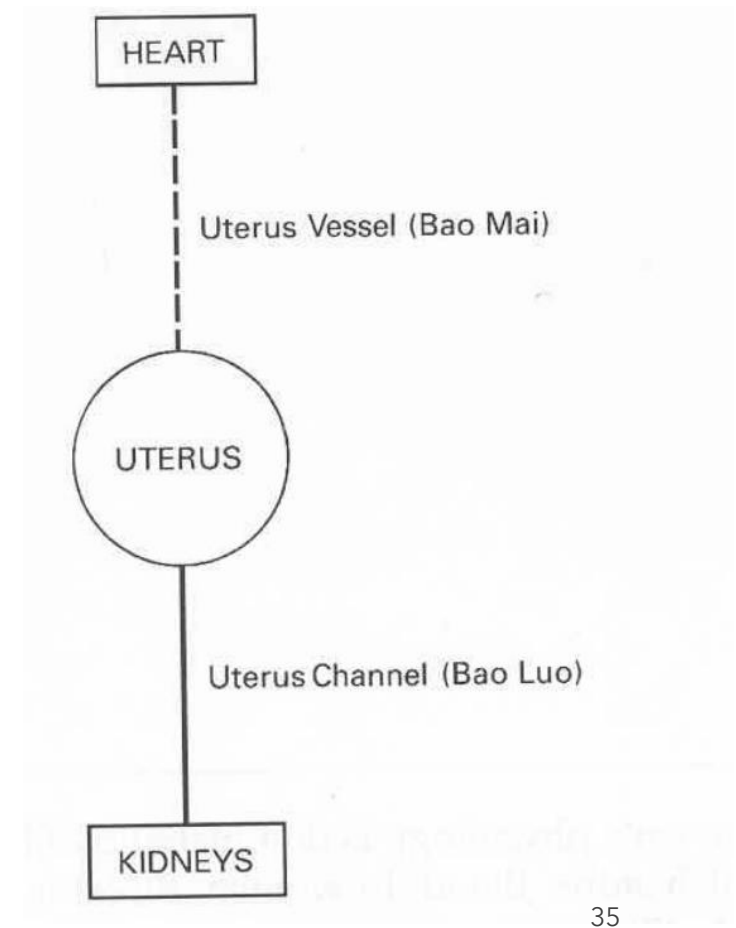 HEART
Uterus Vessel (Bao Mai)
UTERUS
Uterus Channel (Bao Luo)
KIDNEYS
35